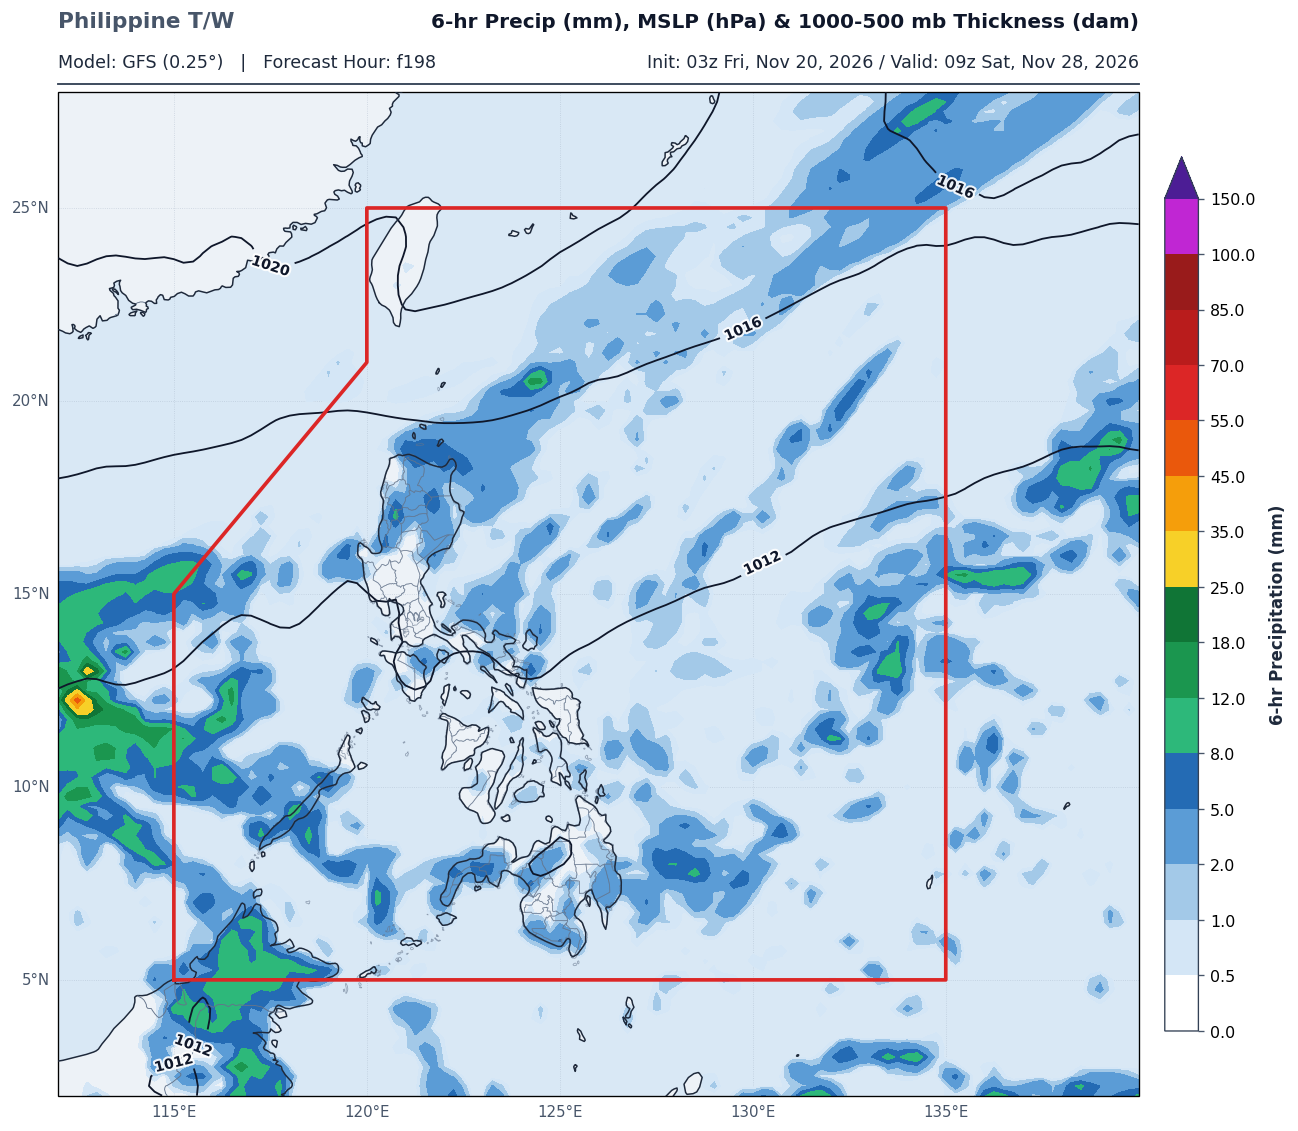 Philippine T/W
6-hr Precip (mm), MSLP (hPa) & 1000-500 mb Thickness (dam)
Model: GFS (0.25°) | Forecast Hour: f198
Init: 03z Fri, Nov 20, 2026 / Valid: 09z Sat, Nov 28, 2026
25°N
20°N
15°N
10°N
5°N
115°E
120°E
125°E
130°E
135°E
1016
1020
1016
1012
1012
1012
150.0
100.0
85.0
70.0
55.0
45.0
35.0
25.0
18.0
12.0
8.0
5.0
2.0
1.0
0.5
0.0
6-hr Precipitation (mm)